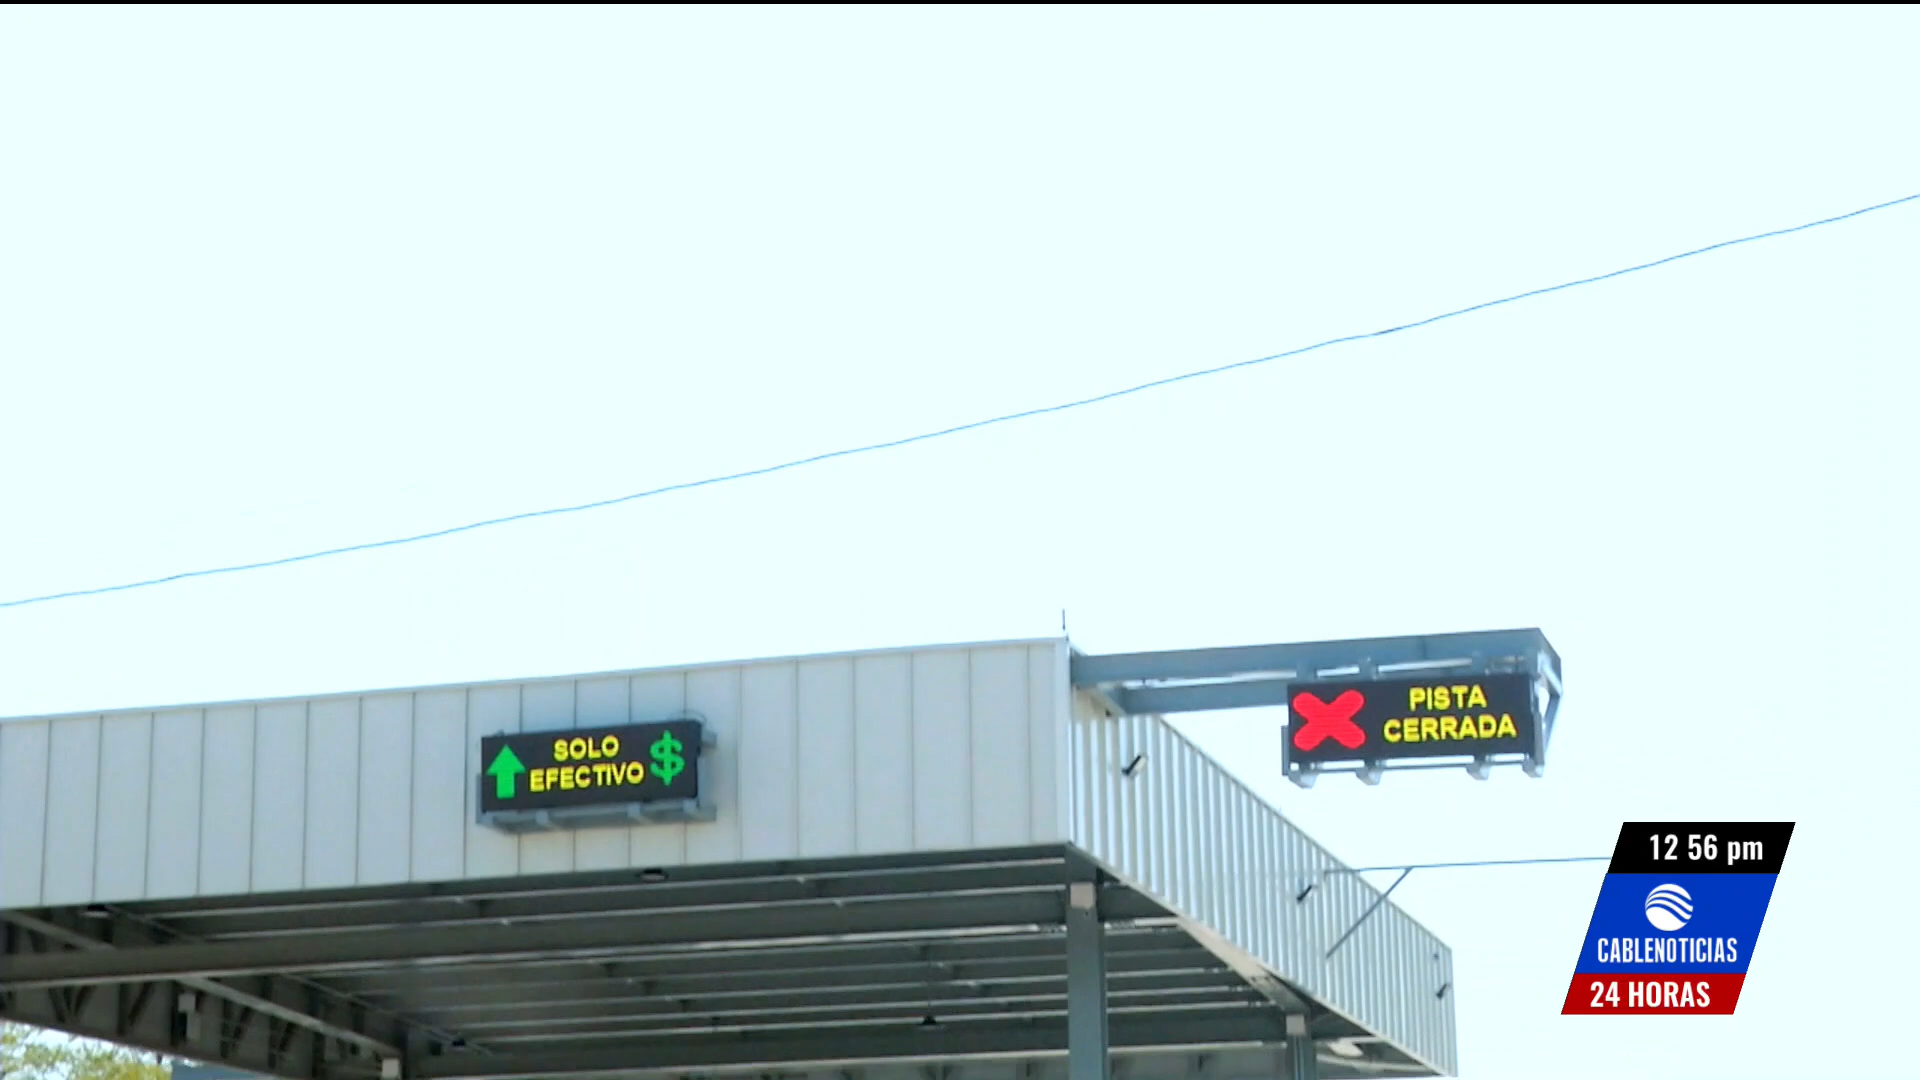 SOLO
EFECTIVO $
PISTA
CERRADA
12 56 pm
CABLENOTICIAS
24 HORAS